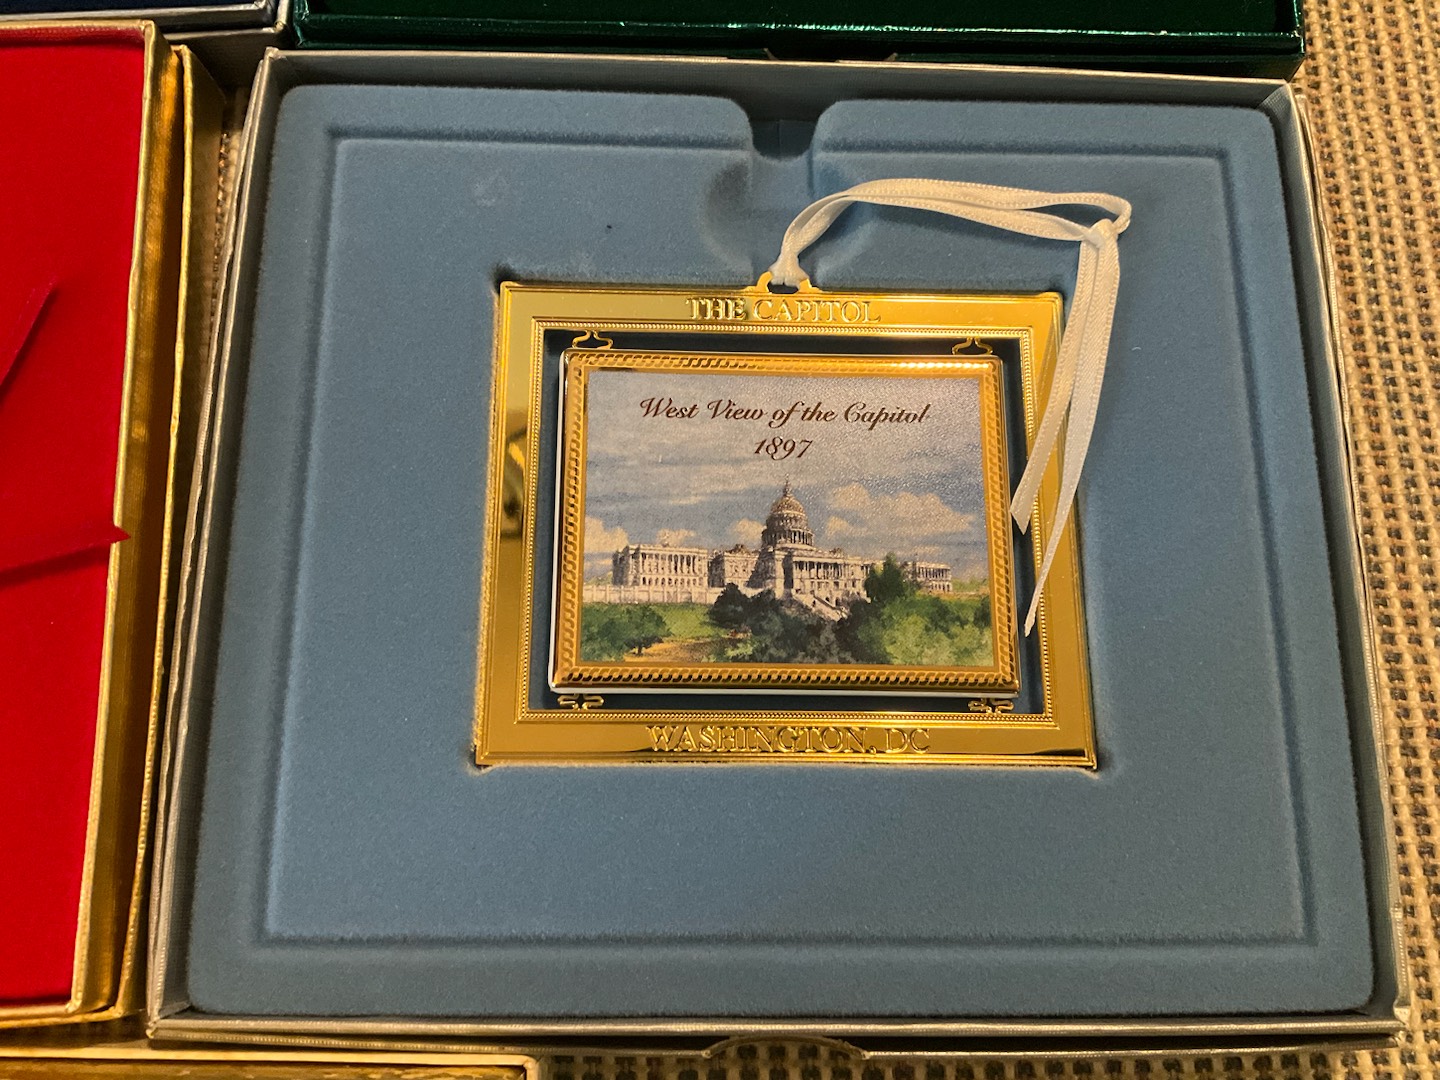 THE CAPITOL
West View of the Capitol
1897
WASHINGTON, DC